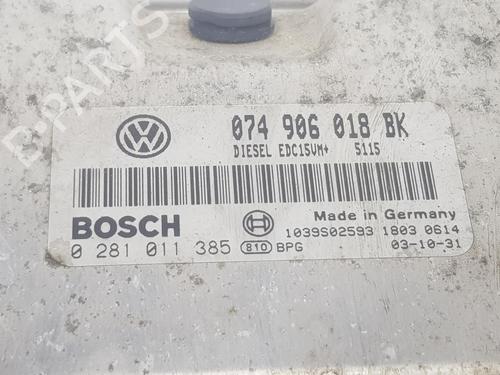 074 906 018 BK
DIESEL EDC15VM+ 5115
BOSCH
Made in Germany
0 281 011 385 810 BPG
1039S02593 1803 0614
03-10-31
B-PARTS